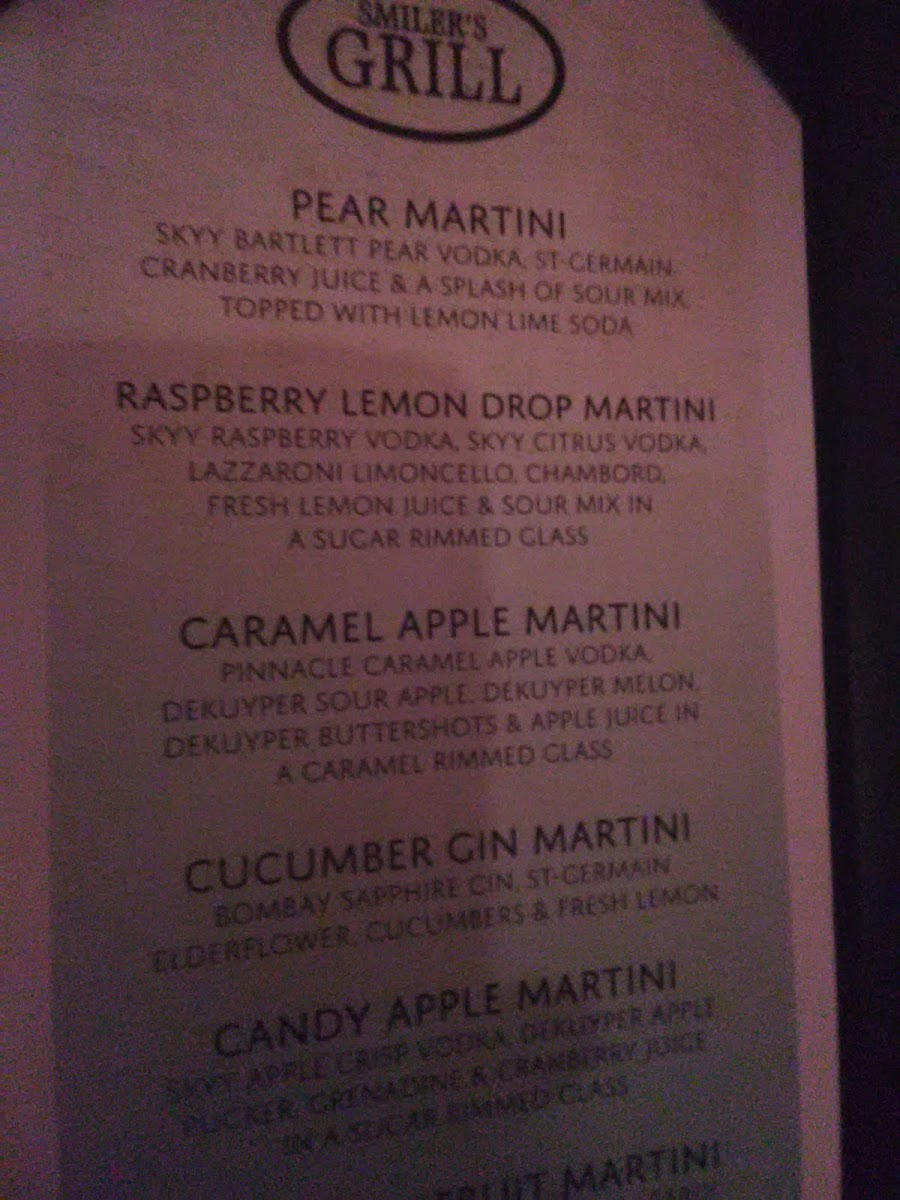 SMILER'S
GRILL
PEAR MARTINI
SKYY BARTLETT PEAR VODKA, ST-GERMAIN,
CRANBERRY JUICE & A SPLASH OF SOUR MIX,
TOPPED WITH LEMON LIME SODA
RASPBERRY LEMON DROP MARTINI
SKYY RASPBERRY VODKA, SKYY CITRUS VODKA,
LAZZARONI LIMONCELLO, CHAMBORD,
FRESH LEMON JUICE & SOUR MIX IN
A SUGAR RIMMED GLASS
CARAMEL APPLE MARTINI
PINNACLE CARAMEL APPLE VODKA,
DEKUYPER SOUR APPLE, DEKUYPER MELON,
DEKUYPER BUTTERSHOTS & APPLE JUICE IN
A CARAMEL RIMMED GLASS
CUCUMBER GIN MARTINI
BOMBAY SAPPHIRE GIN, ST-GERMAIN
ELDERFLOWER, CUCUMBERS & FRESH LEMON
CANDY APPLE MARTINI
SKYY APPLE CRISP VODKA, DEKUYPER APPLE
PUCKER, GRENADINE & CRANBERRY JUICE
IN A SUGAR RIMMED GLASS
MARTINI